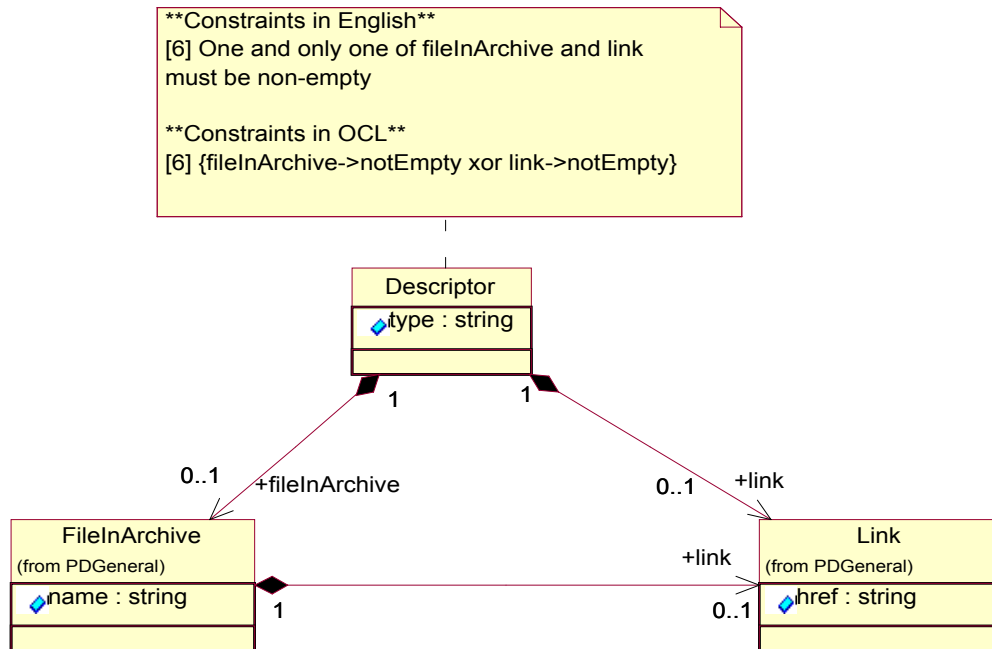 **Constraints in English**
[6] One and only one of fileInArchive and link
must be non-empty
**Constraints in OCL**
[6] {fileInArchive->notEmpty xor link->notEmpty}
Descriptor
type : string
1
1
0..1
+fileInArchive
0..1
+link
FileInArchive
(from PDGeneral)
name : string
1
+link
0..1
Link
(from PDGeneral)
href : string